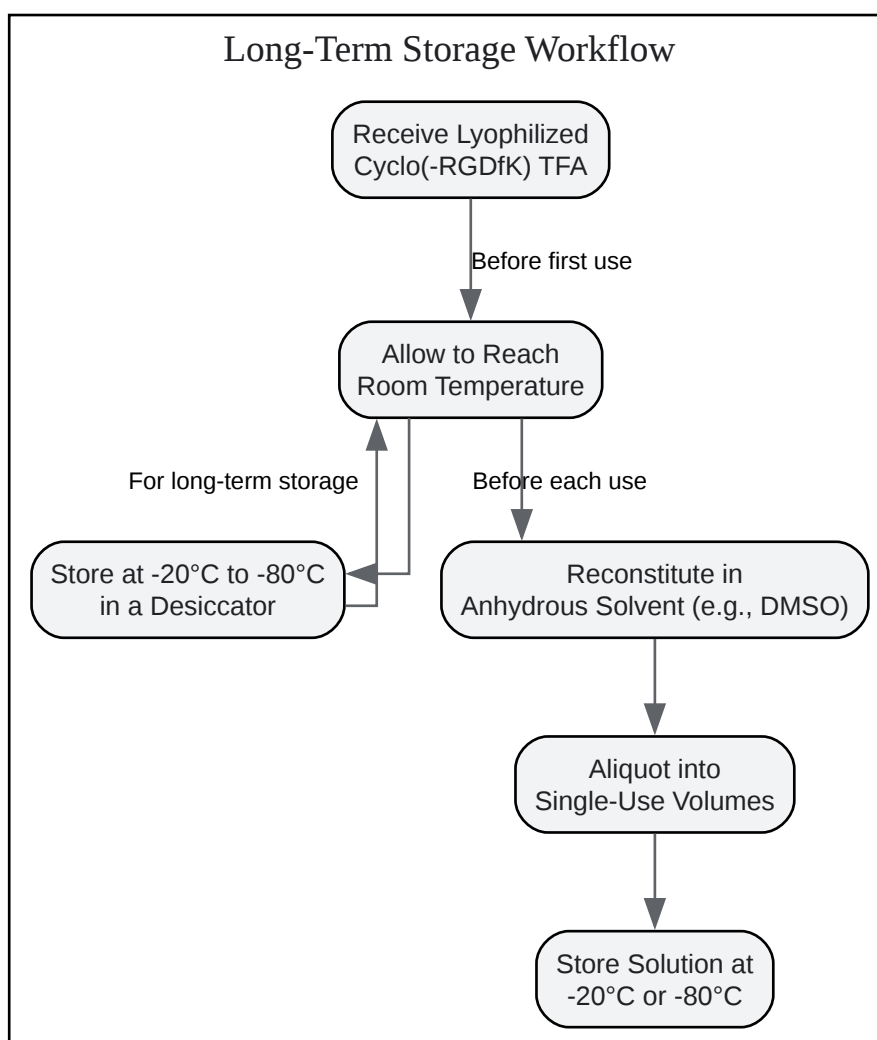 Long-Term Storage Workflow
Receive Lyophilized
Cyclo(-RGDfK) TFA
Before first use
Allow to Reach
Room Temperature
For long-term storage
Before each use
Store at -20°C to -80°C
in a Desiccator
Reconstitute in
Anhydrous Solvent (e.g., DMSO)
Aliquot into
Single-Use Volumes
Store Solution at
-20°C or -80°C